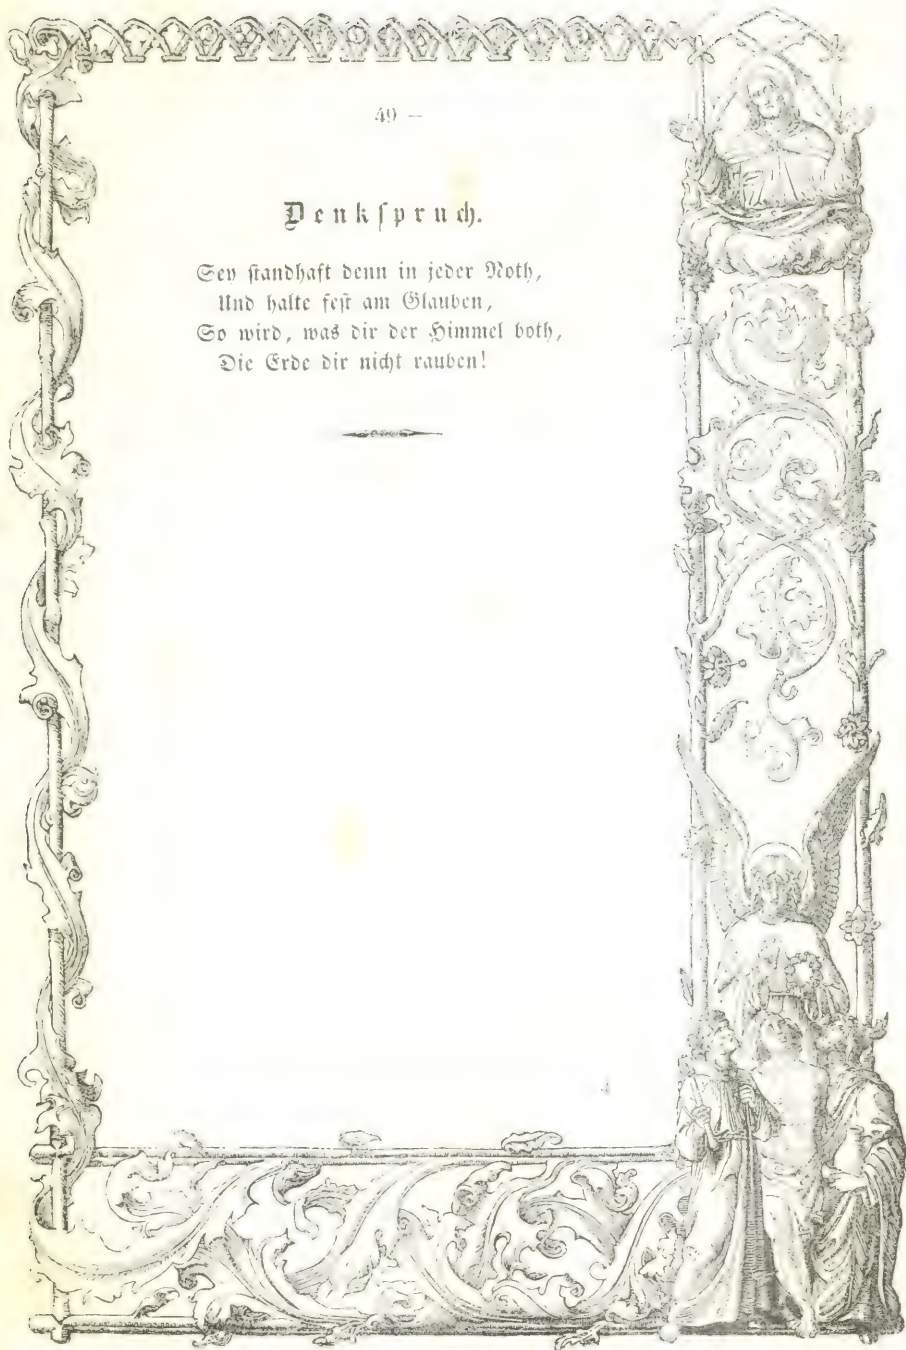 49 —
Denkspruch.
Sey standhaft denn in jeder Noth,
Und halte fest am Glauben,
So wird, was dir der Himmel both,
Die Erde dir nicht rauben!
4